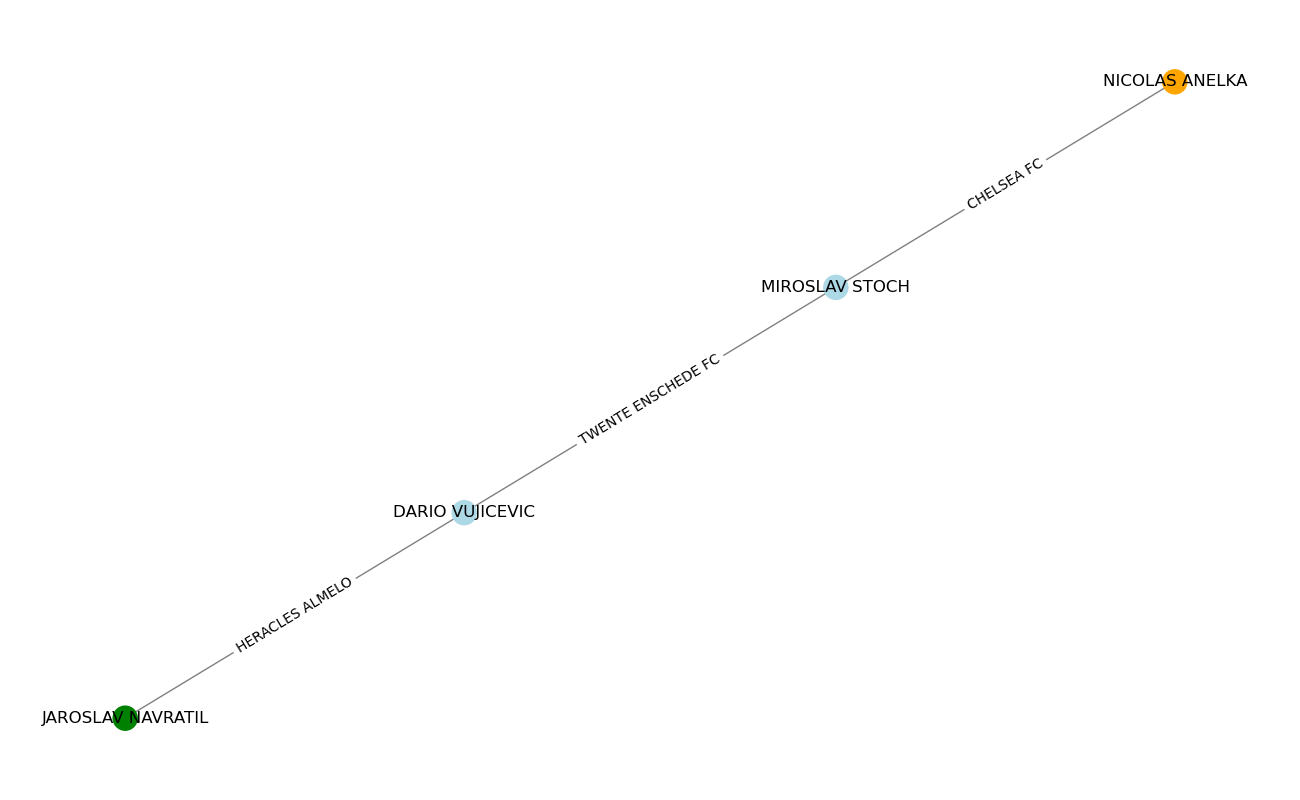 NICOLAS ANELKA
CHELSEA FC
MIROSLAV STOCH
TWENTE ENSCHEDE FC
DARIO VUJICEVIC
HERACLES ALMELO
JAROSLAV NAVRATIL